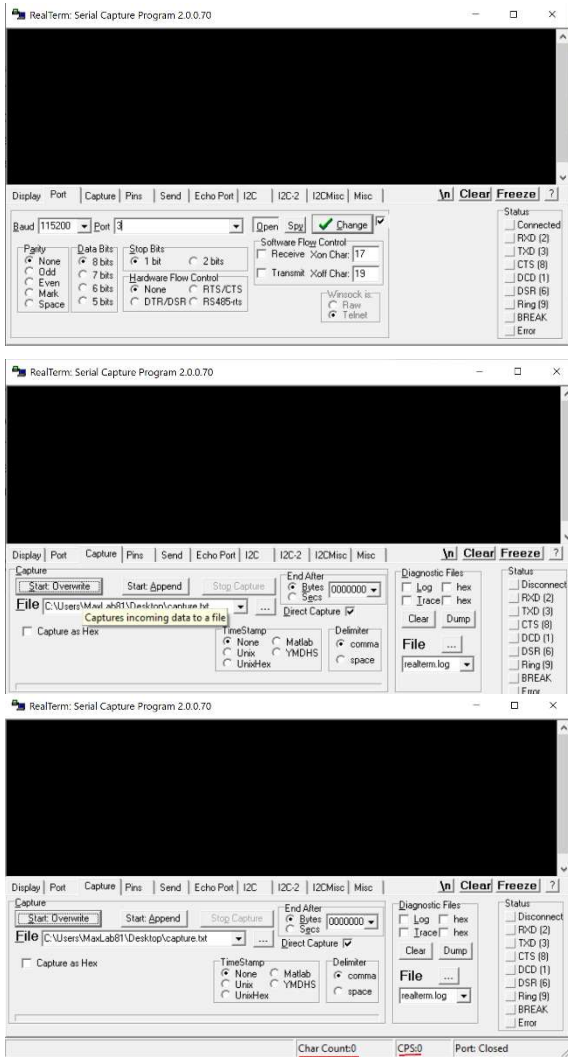 RealTerm: Serial Capture Program 2.0.0.70
Display Port Capture Pins Send Echo Port I2C I2C-2 I2CMisc Misc \n Clear Freeze ?
Baud 115200 Port 3 Open Spy Change
Parity
None
Odd
Even
Mark
Space
Data Bits
8 bits
7 bits
6 bits
5 bits
Stop Bits
1 bit 2 bits
Hardware Flow Control
None RTS/CTS
DTR/DSR RS485-rts
Software Flow Control
Receive Xon Char: 17
Transmit Xoff Char: 19
Winsock is:
Raw
Telnet
Status
Connected
RXD (2)
TXD (3)
CTS (8)
DCD (1)
DSR (6)
Ring (9)
BREAK
Error
RealTerm: Serial Capture Program 2.0.0.70
Display Port Capture Pins Send Echo Port I2C I2C-2 I2CMisc Misc \n Clear Freeze ?
Capture
Start: Overwrite Start: Append Stop Capture
File C:\Users\MaxLab81\Desktop\capture.txt ...
Captures incoming data to a file
Capture as Hex
End After
Bytes 0000000
Secs
Direct Capture
TimeStamp
None Matlab
Unix YMDHS
UnixHex
Delimiter
comma
space
Diagnostic Files
Log hex
Trace hex
Clear Dump
File ...
realterm.log
Status
Disconnect
RXD (2)
TXD (3)
CTS (8)
DCD (1)
DSR (6)
Ring (9)
BREAK
Error
RealTerm: Serial Capture Program 2.0.0.70
Display Port Capture Pins Send Echo Port I2C I2C-2 I2CMisc Misc \n Clear Freeze ?
Capture
Start: Overwrite Start: Append Stop Capture
File C:\Users\MaxLab81\Desktop\capture.txt ...
Capture as Hex
End After
Bytes 0000000
Secs
Direct Capture
TimeStamp
None Matlab
Unix YMDHS
UnixHex
Delimiter
comma
space
Diagnostic Files
Log hex
Trace hex
Clear Dump
File ...
realterm.log
Status
Disconnect
RXD (2)
TXD (3)
CTS (8)
DCD (1)
DSR (6)
Ring (9)
BREAK
Error
Char Count:0 CPS:0 Port: Closed